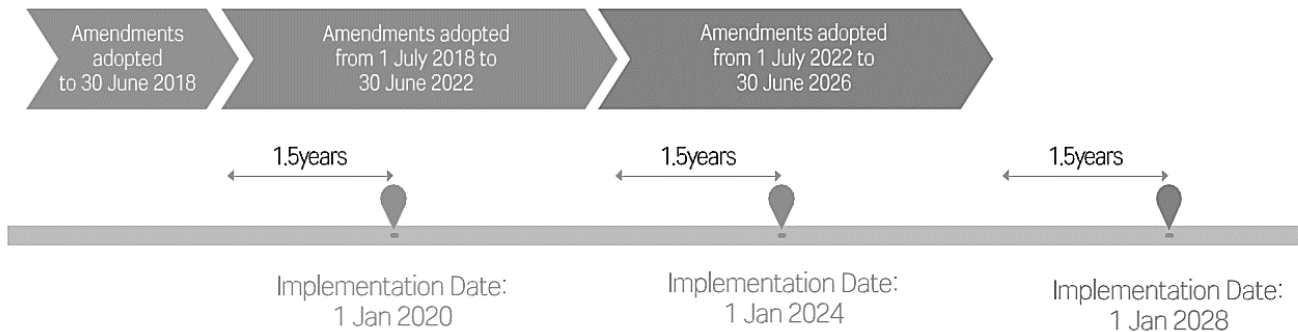 Amendments
adopted
to 30 June 2018
Amendments adopted
from 1 July 2018 to
30 June 2022
Amendments adopted
from 1 July 2022 to
30 June 2026
1.5years
1.5years
1.5years
Implementation Date:
1 Jan 2020
Implementation Date:
1 Jan 2024
Implementation Date:
1 Jan 2028